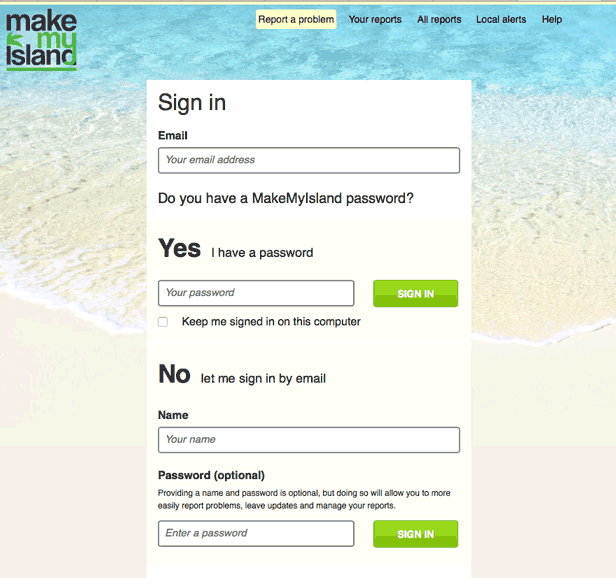 make
my
Island
Report a problem Your reports All reports Local alerts Help
Sign in
Email
Your email address
Do you have a MakeMyIsland password?
Yes I have a password
Your password SIGN IN
Keep me signed in on this computer
No let me sign in by email
Name
Your name
Password (optional)
Providing a name and password is optional, but doing so will allow you to more
easily report problems, leave updates and manage your reports.
Enter a password SIGN IN